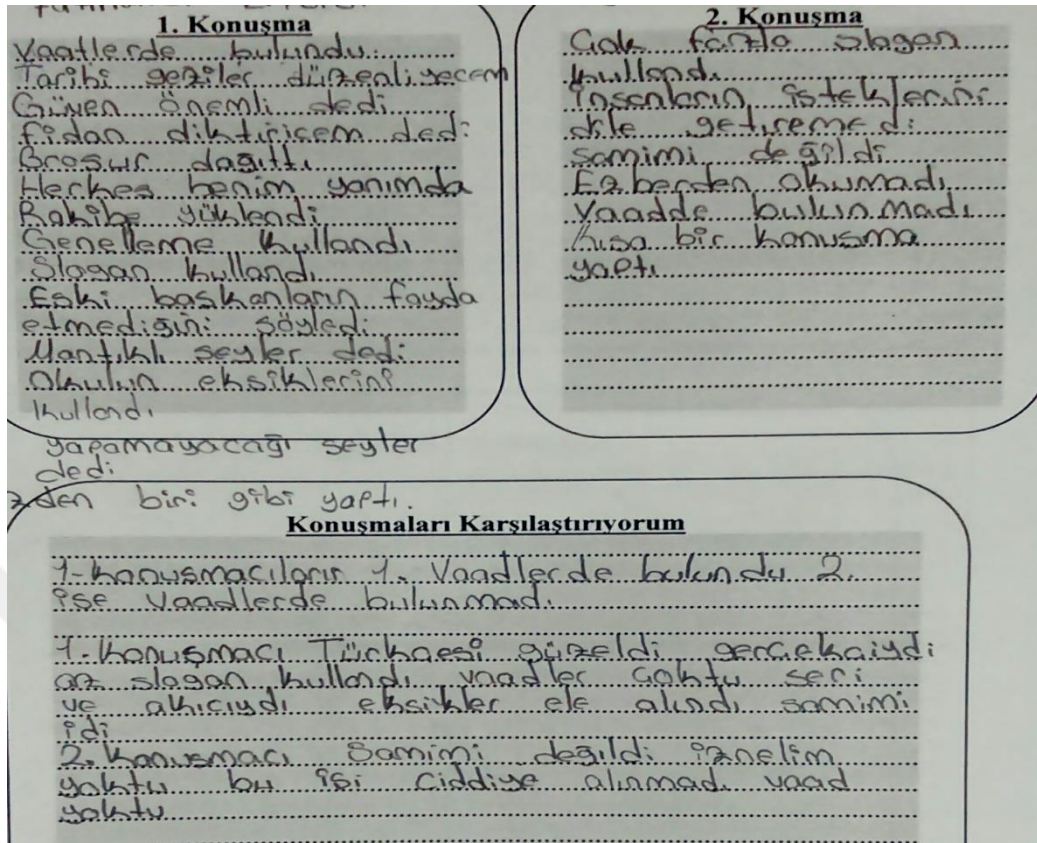 1. Konuşma
Vaatlerde bulundu.
Tarihi geziler düzenliyecem
Güven önemli dedi
fidan diktiricem dedi
Broşur dağıttı
Herkes benim yanımda
Rakibe yüklendi
Genelleme kullandı
Slogan kullandı
Eski başkanların fayda
etmediğini söyledi
Mantıklı şeyler dedi
Okulun eksiklerini
kullandı
yapamayacağı şeyler
dedi
zden biri gibi yaptı.
2. Konuşma
Çok fazla slogan
kullandı
insanların isteklerini
dile getiremedi
samimi değildi
Ezberden okumadı
Vaadde bulunmadı
kısa bir konuşma
yaptı
Konuşmaları Karşılaştırıyorum
1-konuşmacıların 1. Vaadlerde bulundu 2.
ise vaadlerde bulunmadı
1-konuşmacı Türkçesi güzeldi gerçekçiydi
az slogan kullandı vaadler çoktu seri
ve akıcıydı eksikler ele alındı samimi
idi
2. konuşmacı Samimi değildi
yoktu bu işi ciddiye alınmadı vaad
yoktu